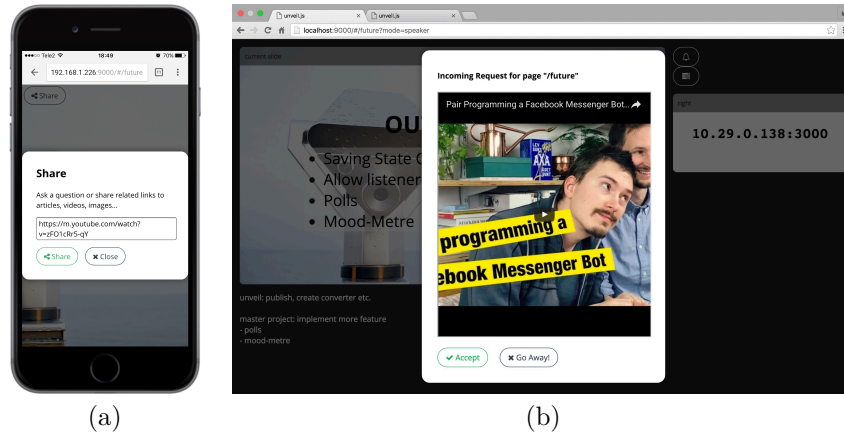 ●●●○○ Tele2 18:49 70%
192.168.1.226:9000/#/future 11
Share
Share
Ask a question or share related links to
articles, videos, images...
https://m.youtube.com/watch?
v=zFO1cRr5-qY
Share Close
(a)
unveil.js unveil.js
localhost:9000/#/future?mode=speaker
current slide
OU
Saving State
Allow listener
Polls
Mood-Metre
unveil: publish, create converter etc.
master project: implement more feature
- polls
- mood-metre
Incoming Request for page "/future"
Pair Programming a Facebook Messenger Bot...
AXA
programming a
ebook Messenger Bot
Accept Go Away!
right
10.29.0.138:3000
(b)